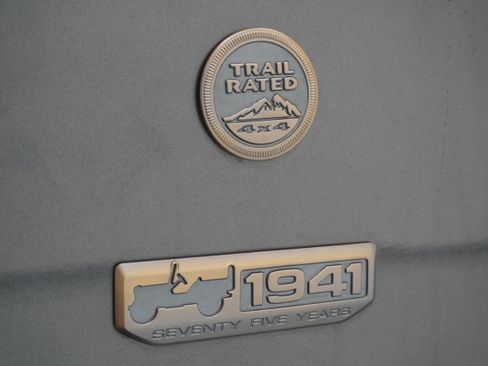 TRAIL
RATED
4x4
1941
SEVENTY FIVE YEARS